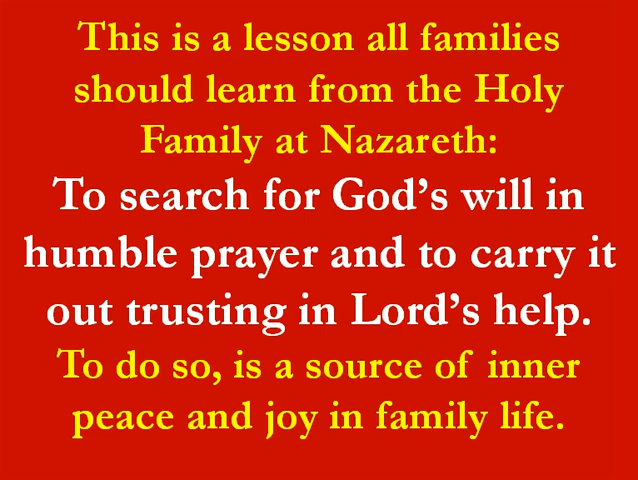 This is a lesson all families
should learn from the Holy
Family at Nazareth:
To search for God’s will in
humble prayer and to carry it
out trusting in Lord’s help.
To do so, is a source of inner
peace and joy in family life.